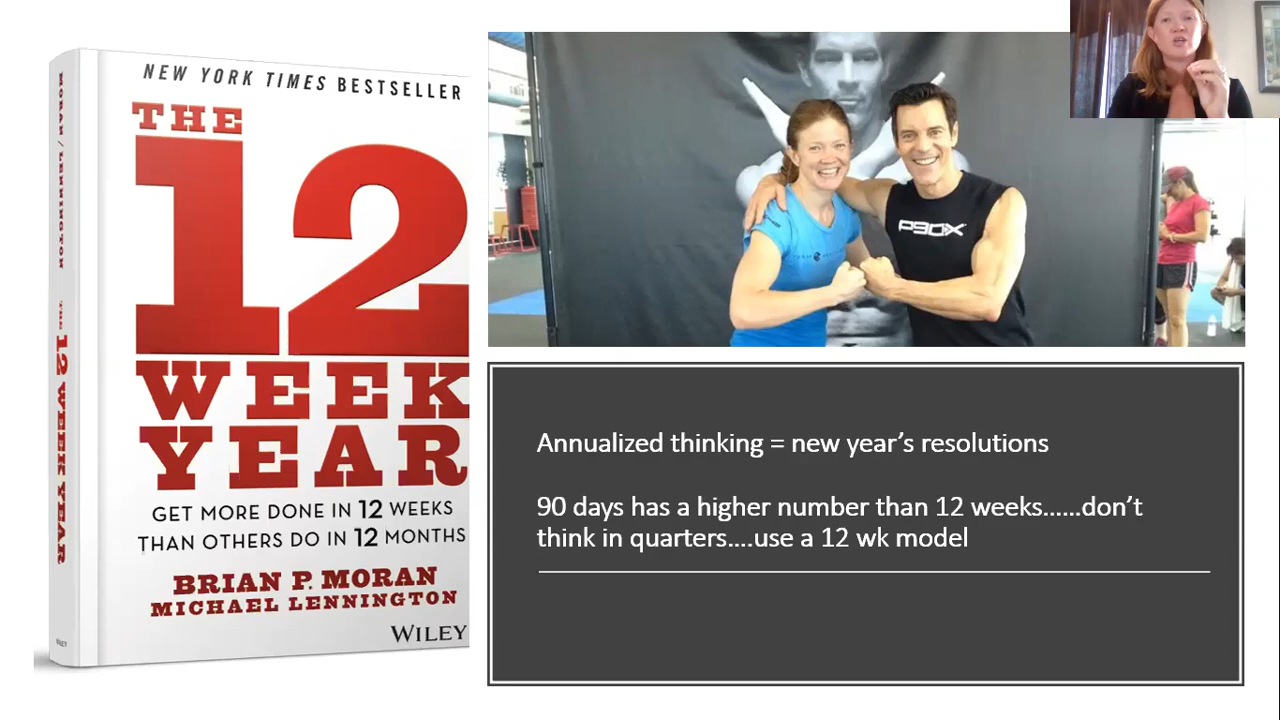 NEW YORK TIMES BESTSELLER
THE
12
WEEK
YEAR
GET MORE DONE IN 12 WEEKS
THAN OTHERS DO IN 12 MONTHS
BRIAN P. MORAN
MICHAEL LENNINGTON
WILEY
MORAN / LENNINGTON
THE 12 WEEK YEAR
WILEY
P90X
Annualized thinking = new year’s resolutions
90 days has a higher number than 12 weeks……don’t
think in quarters….use a 12 wk model